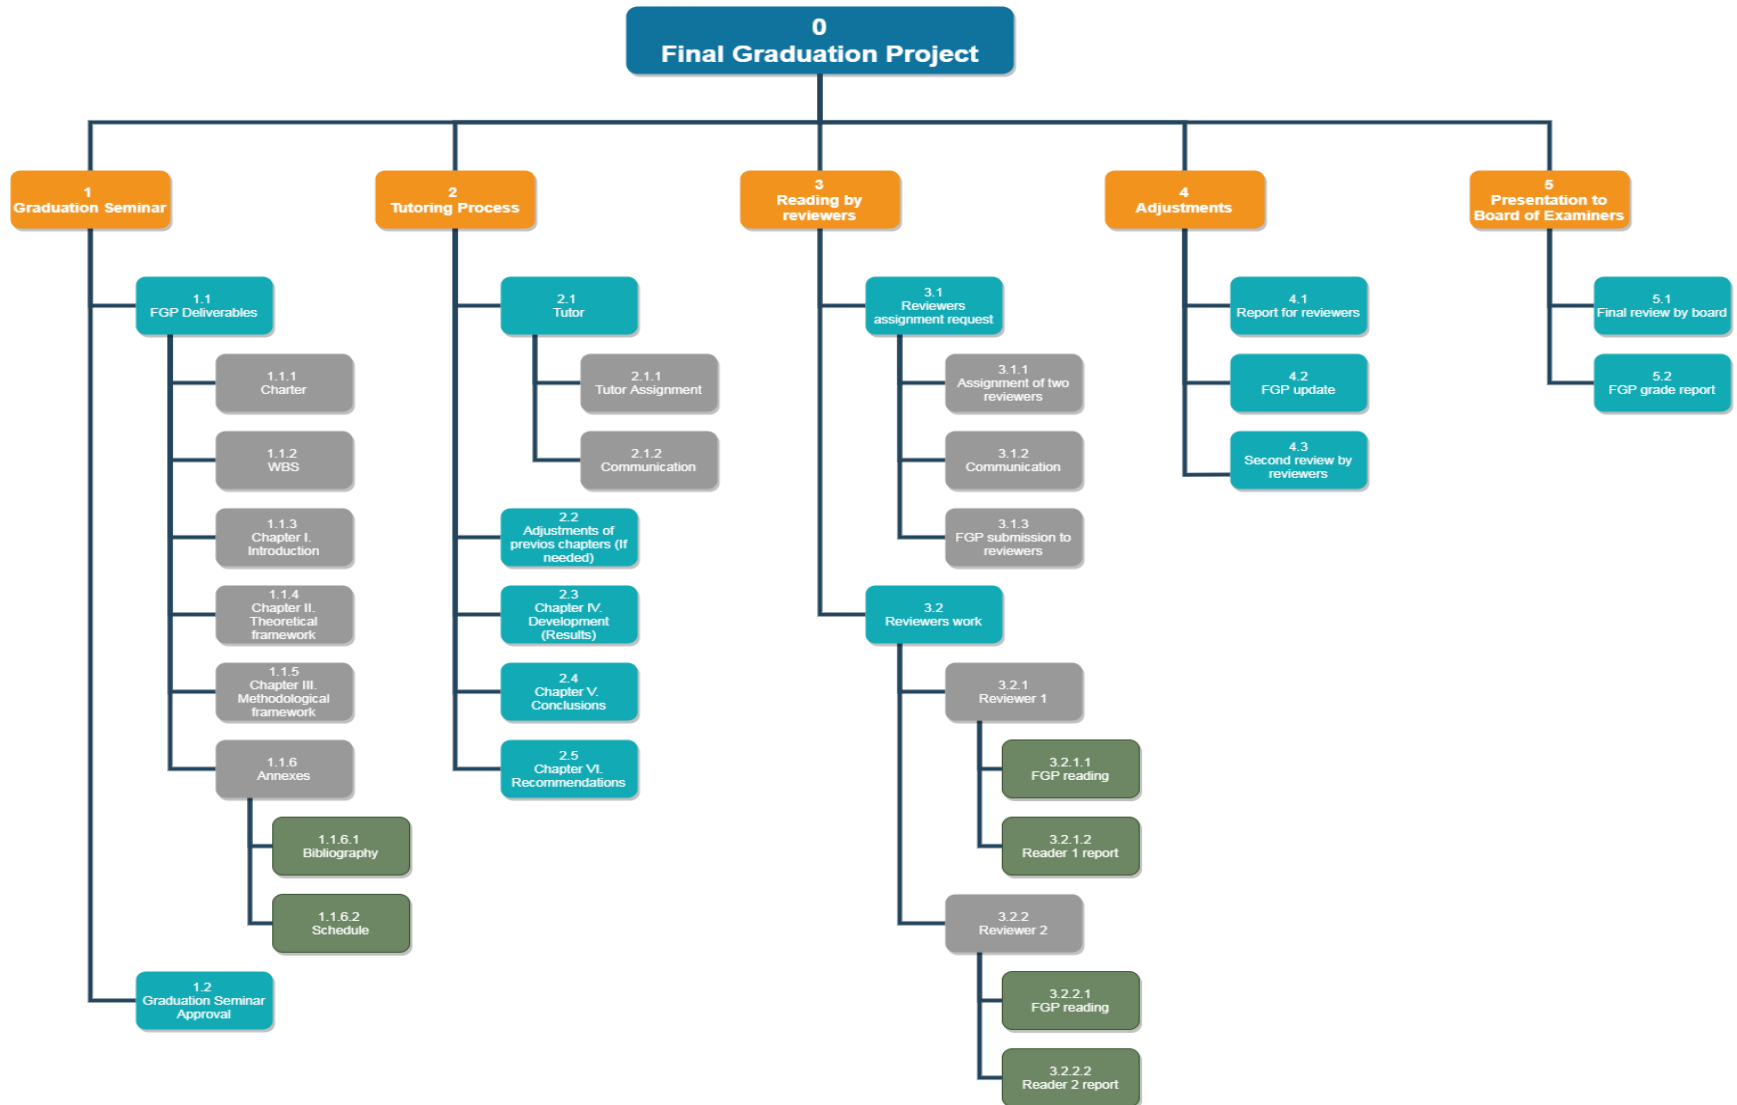 0
Final Graduation Project
1
Graduation Seminar
2
Tutoring Process
3
Reading by
reviewers
4
Adjustments
5
Presentation to
Board of Examiners
1.1
FGP Deliverables
1.1.1
Charter
1.1.2
WBS
1.1.3
Chapter I.
Introduction
1.1.4
Chapter II.
Theoretical
framework
1.1.5
Chapter III.
Methodological
framework
1.1.6
Annexes
1.1.6.1
Bibliography
1.1.6.2
Schedule
1.2
Graduation Seminar
Approval
2.1
Tutor
2.1.1
Tutor Assignment
2.1.2
Communication
2.2
Adjustments of
previos chapters (If
needed)
2.3
Chapter IV.
Development
(Results)
2.4
Chapter V.
Conclusions
2.5
Chapter VI.
Recommendations
3.1
Reviewers
assignment request
3.1.1
Assignment of two
reviewers
3.1.2
Communication
3.1.3
FGP submission to
reviewers
3.2
Reviewers work
3.2.1
Reviewer 1
3.2.1.1
FGP reading
3.2.1.2
Reader 1 report
3.2.2
Reviewer 2
3.2.2.1
FGP reading
3.2.2.2
Reader 2 report
4.1
Report for reviewers
4.2
FGP update
4.3
Second review by
reviewers
5.1
Final review by board
5.2
FGP grade report